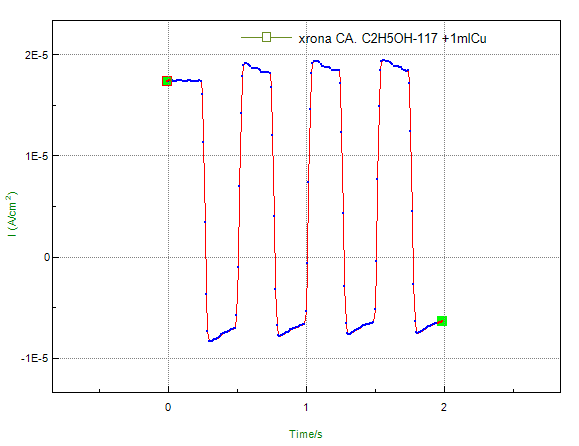 xrona CA. C2H5OH-117 +1mlCu
2E-5
1E-5
0
-1E-5
I (A/cm2)
0 1 2
Time/s